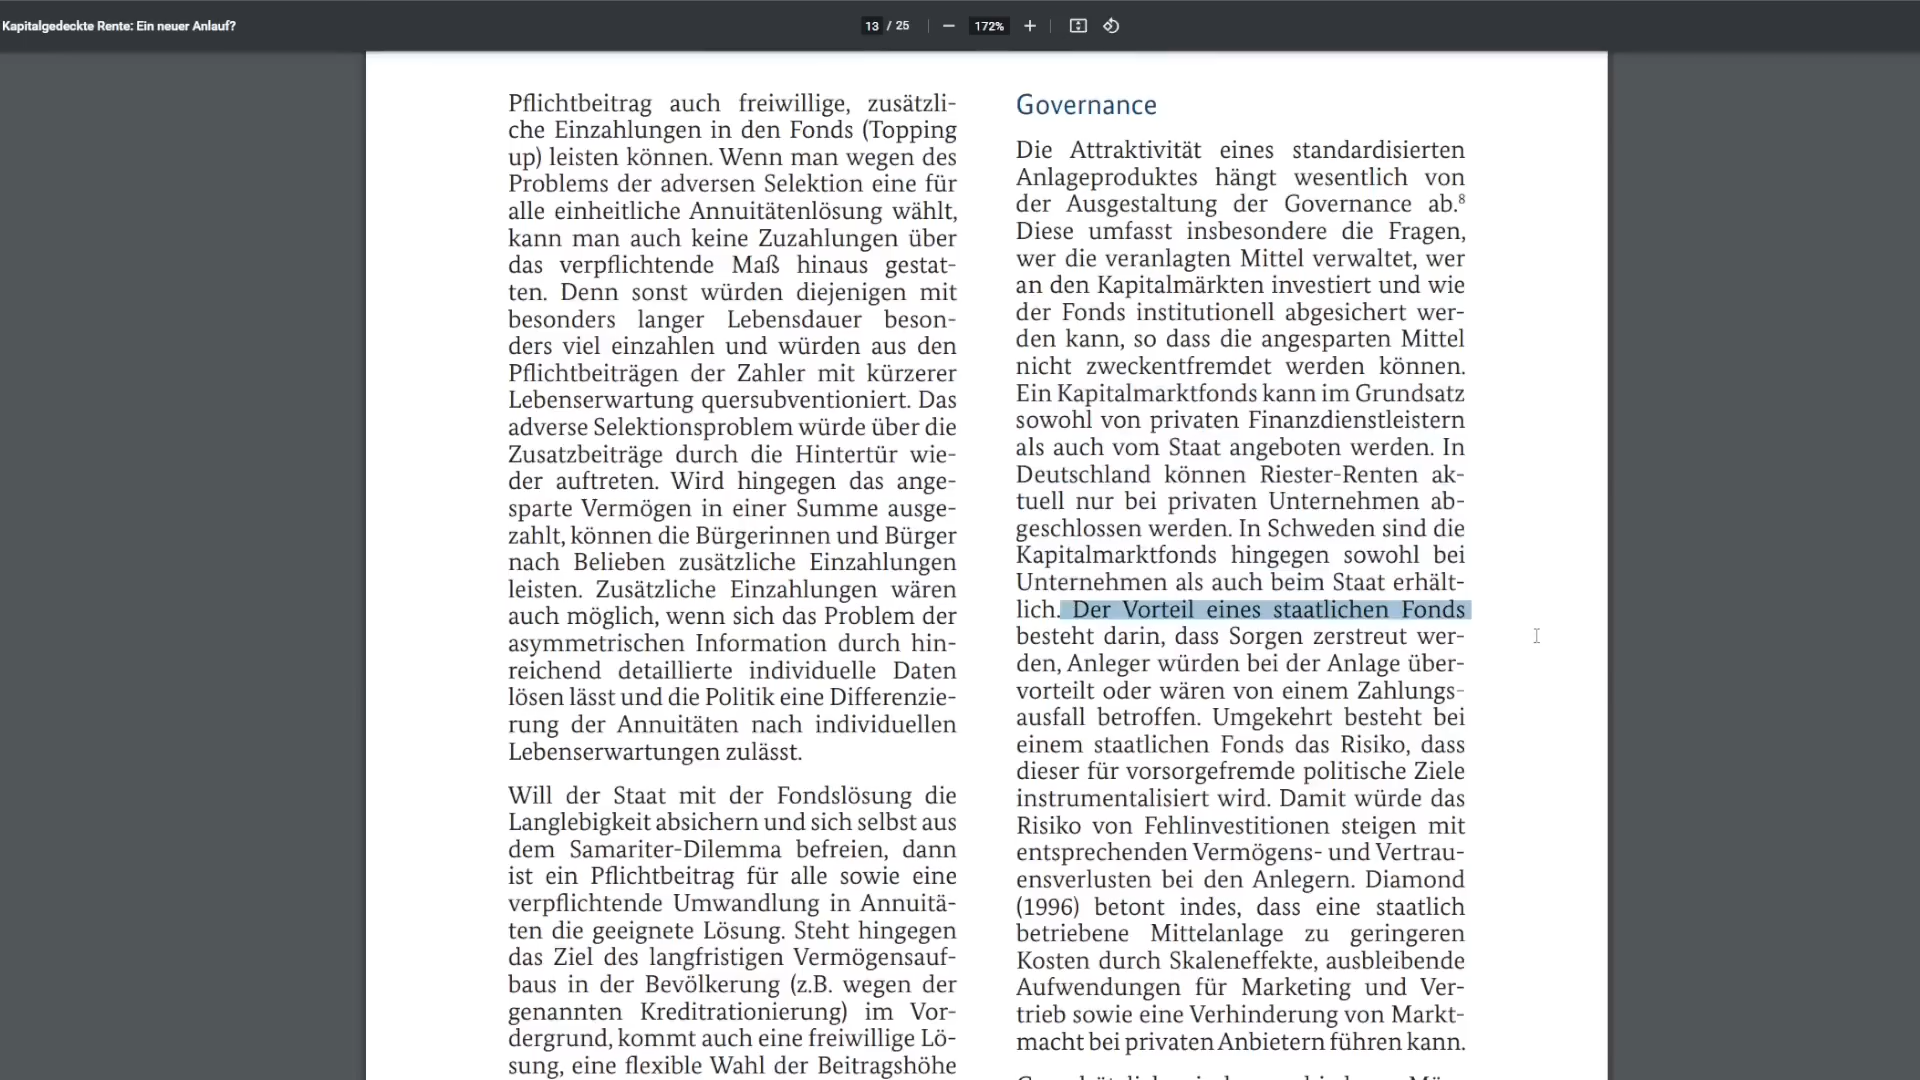 Kapitalgedeckte Rente: Ein neuer Anlauf?
13 / 25
172%
Pflichtbeitrag auch freiwillige, zusätzli-
che Einzahlungen in den Fonds (Topping
up) leisten können. Wenn man wegen des
Problems der adversen Selektion eine für
alle einheitliche Annuitätenlösung wählt,
kann man auch keine Zuzahlungen über
das verpflichtende Maß hinaus gestat-
ten. Denn sonst würden diejenigen mit
besonders langer Lebensdauer beson-
ders viel einzahlen und würden aus den
Pflichtbeiträgen der Zahler mit kürzerer
Lebenserwartung quersubventioniert. Das
adverse Selektionsproblem würde über die
Zusatzbeiträge durch die Hintertür wie-
der auftreten. Wird hingegen das ange-
sparte Vermögen in einer Summe ausge-
zahlt, können die Bürgerinnen und Bürger
nach Belieben zusätzliche Einzahlungen
leisten. Zusätzliche Einzahlungen wären
auch möglich, wenn sich das Problem der
asymmetrischen Information durch hin-
reichend detaillierte individuelle Daten
lösen lässt und die Politik eine Differenzie-
rung der Annuitäten nach individuellen
Lebenserwartungen zulässt.
Will der Staat mit der Fondslösung die
Langlebigkeit absichern und sich selbst aus
dem Samariter-Dilemma befreien, dann
ist ein Pflichtbeitrag für alle sowie eine
verpflichtende Umwandlung in Annuitä-
ten die geeignete Lösung. Steht hingegen
das Ziel des langfristigen Vermögensauf-
baus in der Bevölkerung (z.B. wegen der
genannten Kreditrationierung) im Vor-
dergrund, kommt auch eine freiwillige Lö-
sung, eine flexible Wahl der Beitragshöhe
Governance
Die Attraktivität eines standardisierten
Anlageproduktes hängt wesentlich von
der Ausgestaltung der Governance ab.⁸
Diese umfasst insbesondere die Fragen,
wer die veranlagten Mittel verwaltet, wer
an den Kapitalmärkten investiert und wie
der Fonds institutionell abgesichert wer-
den kann, so dass die angesparten Mittel
nicht zweckentfremdet werden können.
Ein Kapitalmarktfonds kann im Grundsatz
sowohl von privaten Finanzdienstleistern
als auch vom Staat angeboten werden. In
Deutschland können Riester-Renten ak-
tuell nur bei privaten Unternehmen ab-
geschlossen werden. In Schweden sind die
Kapitalmarktfonds hingegen sowohl bei
Unternehmen als auch beim Staat erhält-
lich. Der Vorteil eines staatlichen Fonds
besteht darin, dass Sorgen zerstreut wer-
den, Anleger würden bei der Anlage über-
vorteilt oder wären von einem Zahlungs-
ausfall betroffen. Umgekehrt besteht bei
einem staatlichen Fonds das Risiko, dass
dieser für vorsorgefremde politische Ziele
instrumentalisiert wird. Damit würde das
Risiko von Fehlinvestitionen steigen mit
entsprechenden Vermögens- und Vertrau-
ensverlusten bei den Anlegern. Diamond
(1996) betont indes, dass eine staatlich
betriebene Mittelanlage zu geringeren
Kosten durch Skaleneffekte, ausbleibende
Aufwendungen für Marketing und Ver-
trieb sowie eine Verhinderung von Markt-
macht bei privaten Anbietern führen kann.